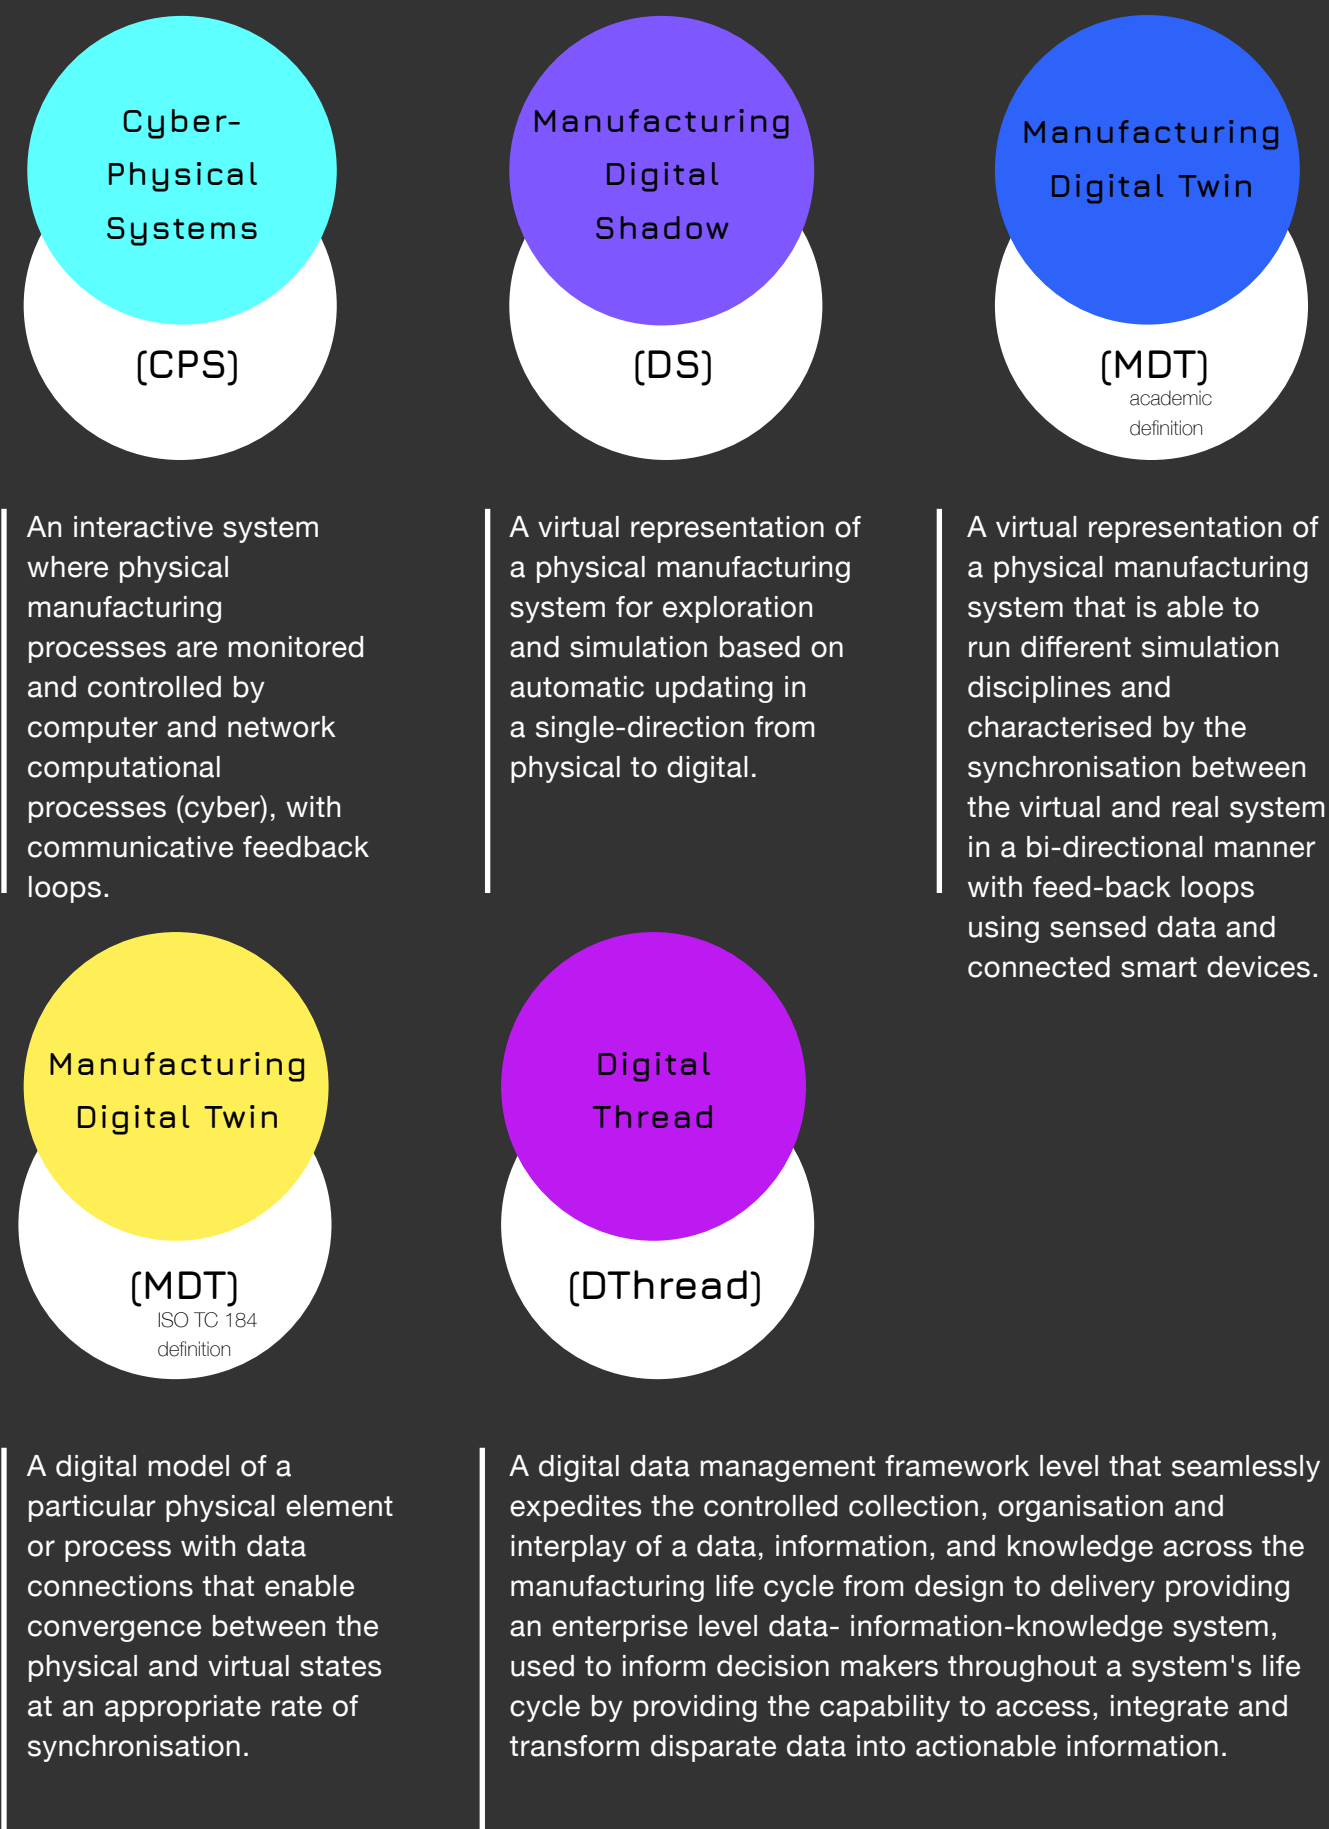 Cyber-
Physical
Systems
(CPS)
An interactive system
where physical
manufacturing
processes are monitored
and controlled by
computer and network
computational
processes (cyber), with
communicative feedback
loops.
Manufacturing
Digital
Shadow
(DS)
A virtual representation of
a physical manufacturing
system for exploration
and simulation based on
automatic updating in
a single-direction from
physical to digital.
Manufacturing
Digital Twin
(MDT)
academic
definition
A virtual representation of
a physical manufacturing
system that is able to
run different simulation
disciplines and
characterised by the
synchronisation between
the virtual and real system
in a bi-directional manner
with feed-back loops
using sensed data and
connected smart devices.
Manufacturing
Digital Twin
(MDT)
ISO TC 184
definition
A digital model of a
particular physical element
or process with data
connections that enable
convergence between the
physical and virtual states
at an appropriate rate of
synchronisation.
Digital
Thread
(DThread)
A digital data management framework level that seamlessly
expedites the controlled collection, organisation and
interplay of a data, information, and knowledge across the
manufacturing life cycle from design to delivery providing
an enterprise level data- information-knowledge system,
used to inform decision makers throughout a system's life
cycle by providing the capability to access, integrate and
transform disparate data into actionable information.